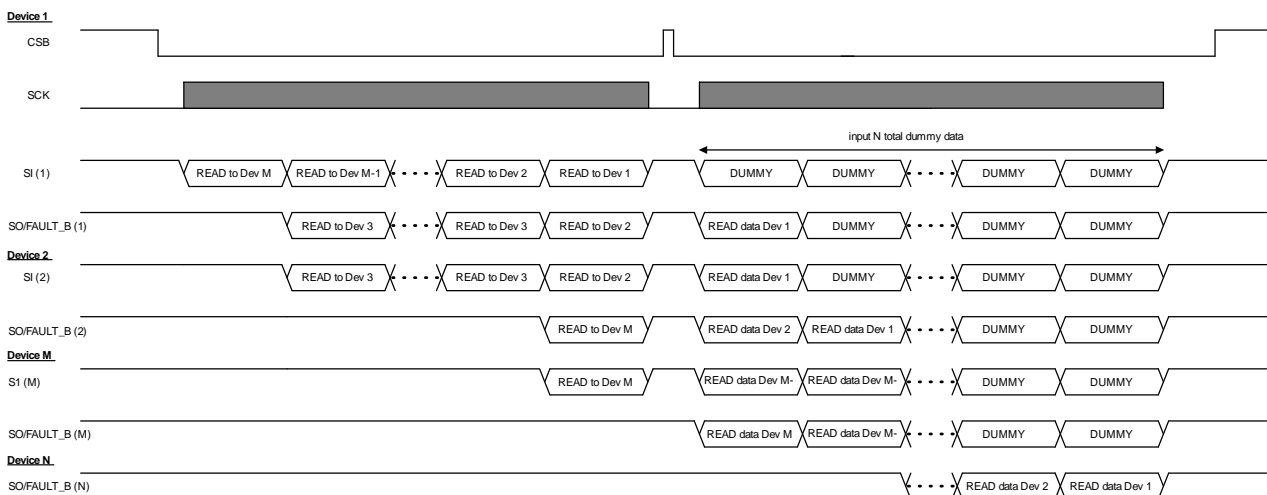 Device 1
CSB
SCK
input N total dummy data
SI (1) READ to Dev M READ to Dev M-1 READ to Dev 2 READ to Dev 1 DUMMY DUMMY DUMMY DUMMY
SO/FAULT_B (1) READ to Dev 3 READ to Dev 3 READ to Dev 2 READ data Dev 1 DUMMY DUMMY DUMMY
Device 2
SI (2) READ to Dev 3 READ to Dev 3 READ to Dev 2 READ data Dev 1 DUMMY DUMMY DUMMY
SO/FAULT_B (2) READ to Dev M READ data Dev 2 READ data Dev 1 DUMMY DUMMY
Device M
S1 (M) READ to Dev M READ data Dev M- READ data Dev M- DUMMY DUMMY
SO/FAULT_B (M) READ data Dev M READ data Dev M- DUMMY DUMMY
Device N
SO/FAULT_B (N) READ data Dev 2 READ data Dev 1